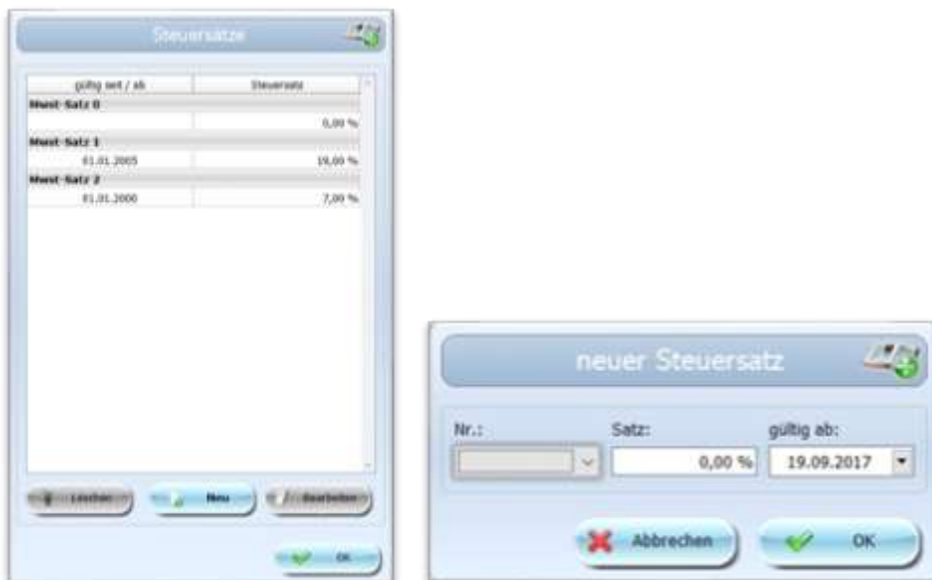 Steuersätze
gültig seit / ab Steuersatz
Mwst-Satz 0
0,00 %
Mwst-Satz 1
01.01.2005 19,00 %
Mwst-Satz 2
01.01.2000 7,00 %
Löschen Neu Bearbeiten
OK
neuer Steuersatz
Nr.: Satz: gültig ab:
0,00 % 19.09.2017
Abbrechen OK